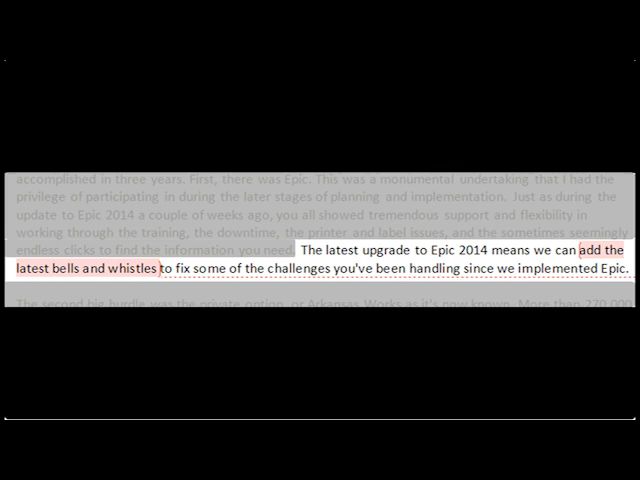 accomplished in three years. First, there was Epic. This was a monumental undertaking that I had the
privilege of participating in during the later stages of planning and implementation.  Just as during the
update to Epic 2014 a couple of weeks ago, you all showed tremendous support and flexibility in
working through the training, the downtime, the printer and label issues, and the sometimes seemingly
endless clicks to find the information you need.  The latest upgrade to Epic 2014 means we can add the
latest bells and whistles to fix some of the challenges you've been handling since we implemented Epic.
The second big hurdle was the private option, or Arkansas Works as it's now known. More than 270,000